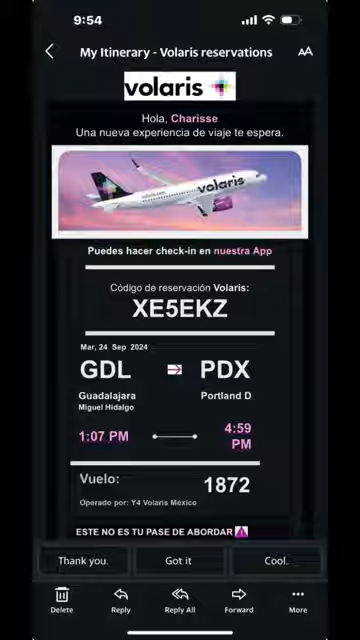 9:54
My Itinerary - Volaris reservations
AA
volaris
Hola, Charisse
Una nueva experiencia de viaje te espera.
volaris
Puedes hacer check-in en nuestra App
Código de reservación Volaris:
XE5EKZ
Mar, 24 Sep 2024
GDL PDX
Guadalajara Portland D
Miguel Hidalgo
1:07 PM 4:59
PM
Vuelo: 1872
Operado por: Y4 Volaris México
ESTE NO ES TU PASE DE ABORDAR
Thank you. Got it Cool.
Delete Reply Reply All Forward More